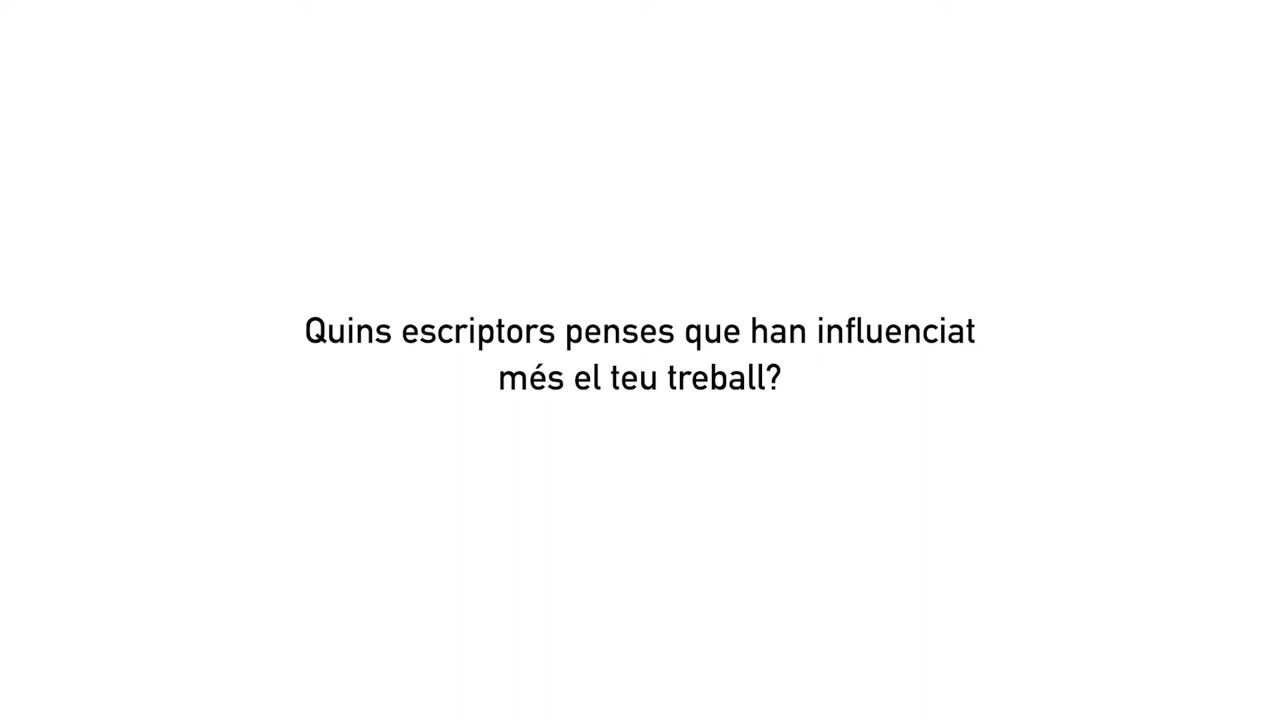 Quins escriptors penses que han influenciat
més el teu treball?